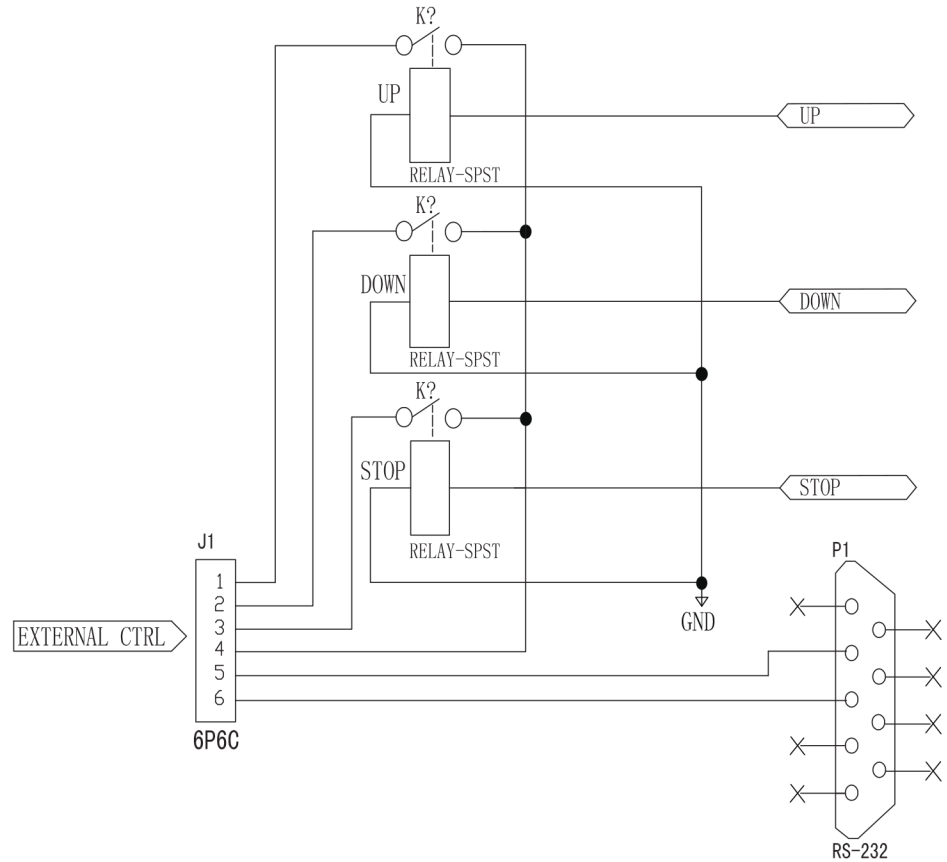 K?
UP
UP
RELAY-SPST
K?
DOWN
DOWN
RELAY-SPST
K?
STOP
STOP
RELAY-SPST
J1
P1
1
2
3
4
5
6
EXTERNAL CTRL
GND
6P6C
RS-232